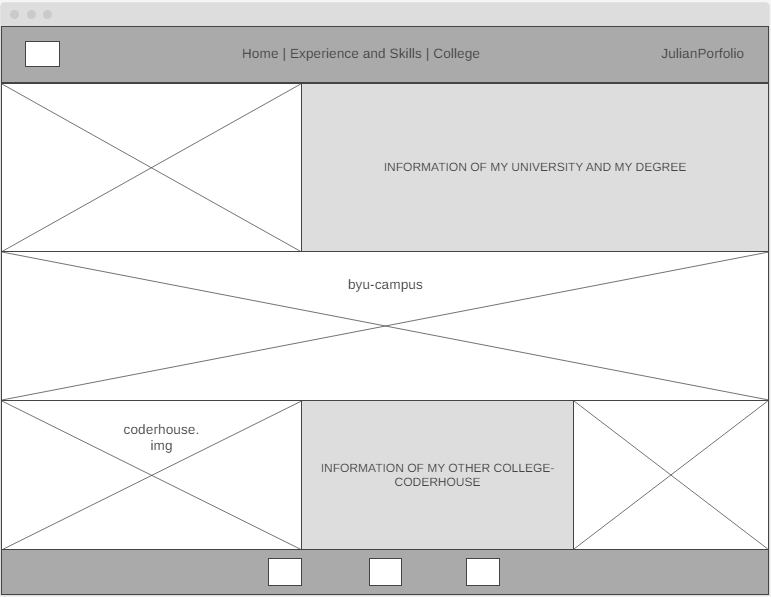 Home | Experience and Skills | College
JulianPorfolio
INFORMATION OF MY UNIVERSITY AND MY DEGREE
byu-campus
coderhouse.
img
INFORMATION OF MY OTHER COLLEGE-
CODERHOUSE